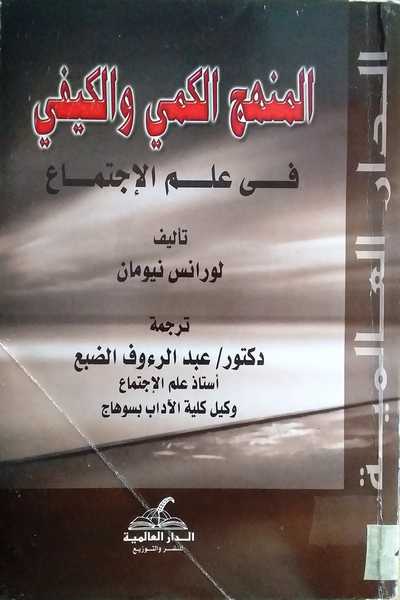 المنهج الكمي والكيفي
فى علم الإجتماع
تأليف
لورانس نيومان
ترجمة
دكتور/ عبد الرءوف الضبع
أستاذ علم الإجتماع
وكيل كلية الآداب بسوهاج
الدار العالمية
للنشر والتوزيع
الدار العالمية